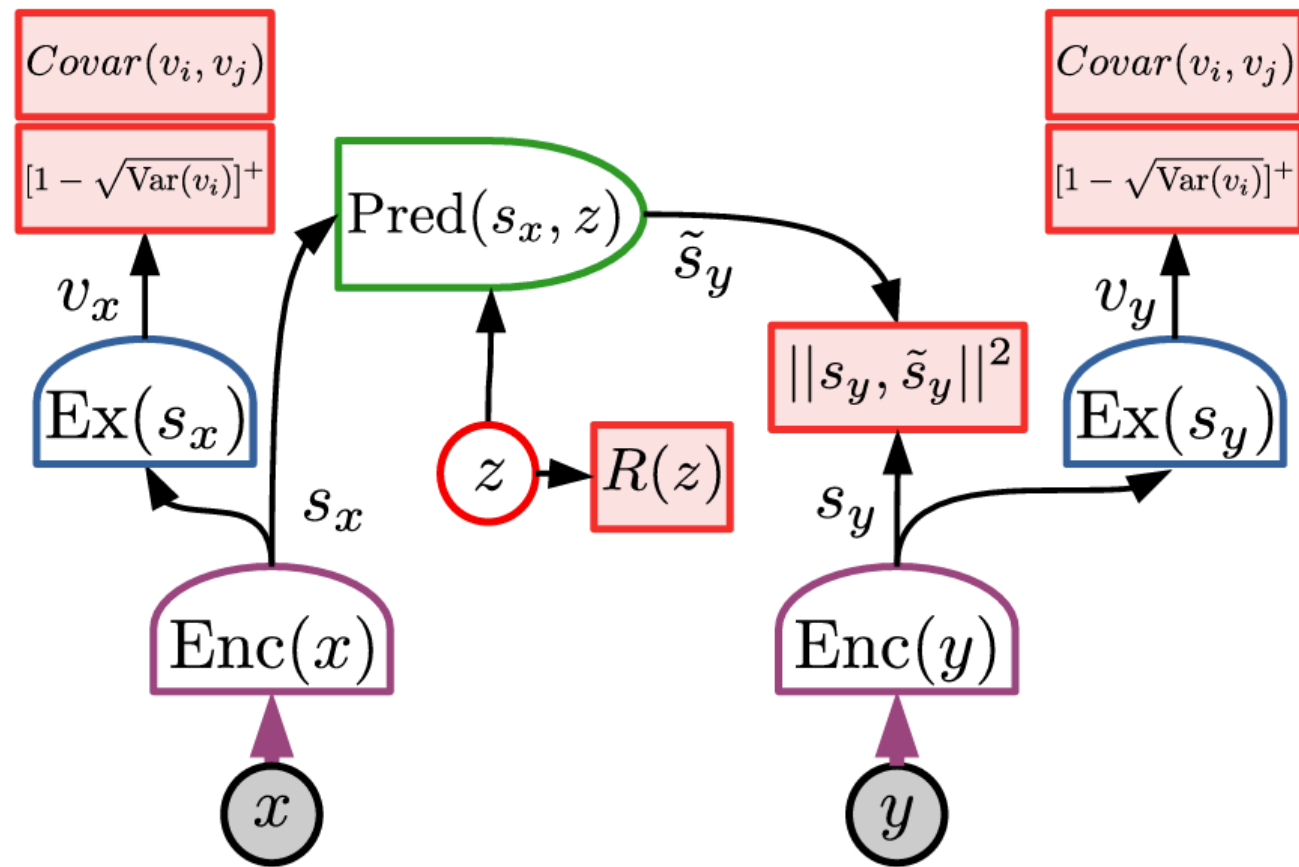 Covar(v_i, v_j)
[1 − √Var(v_i)]^+
v_x
Ex(s_x)
s_x
Enc(x)
x
Pred(s_x, z)
s̃_y
z
R(z)
||s_y, s̃_y||^2
s_y
Enc(y)
y
Covar(v_i, v_j)
[1 − √Var(v_i)]^+
v_y
Ex(s_y)